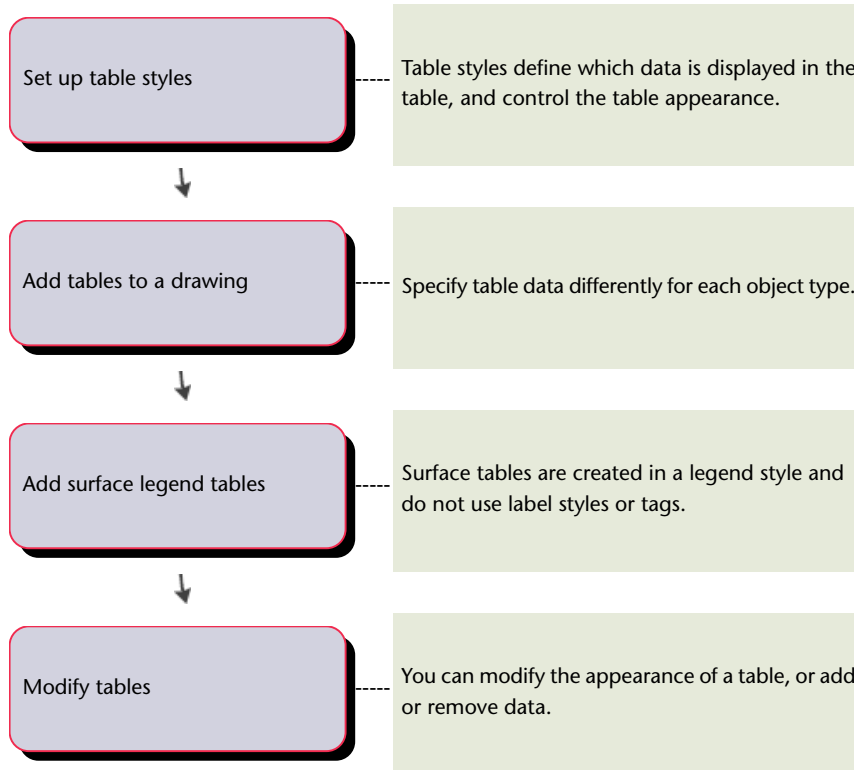 Set up table styles
Table styles define which data is displayed in the
table, and control the table appearance.
Add tables to a drawing
Specify table data differently for each object type.
Add surface legend tables
Surface tables are created in a legend style and
do not use label styles or tags.
Modify tables
You can modify the appearance of a table, or add
or remove data.